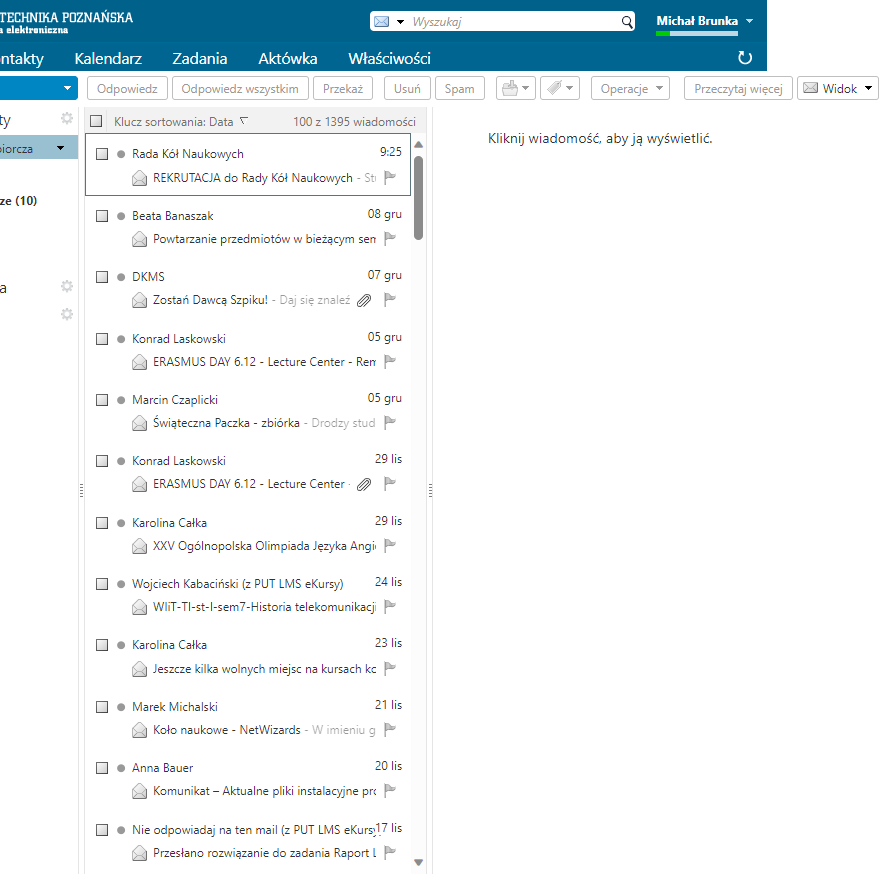 TECHNIKA POZNAŃSKA
a elektroniczna
Wyszukaj
Michał Brunka
ntakty Kalendarz Zadania Aktówka Właściwości
Odpowiedz Odpowiedz wszystkim Przekaż Usuń Spam Operacje Przeczytaj więcej Widok
ty
biorcza
ze (10)
a
Klucz sortowania: Data 100 z 1395 wiadomości
Kliknij wiadomość, aby ją wyświetlić.
Rada Kół Naukowych 9:25
REKRUTACJA do Rady Kół Naukowych - Stu
Beata Banaszak 08 gru
Powtarzanie przedmiotów w bieżącym sem
DKMS 07 gru
Zostań Dawcą Szpiku! - Daj się znaleź
Konrad Laskowski 05 gru
ERASMUS DAY 6.12 - Lecture Center - Rem
Marcin Czaplicki 05 gru
Świąteczna Paczka - zbiórka - Drodzy stud
Konrad Laskowski 29 lis
ERASMUS DAY 6.12 - Lecture Center -
Karolina Całka 29 lis
XXV Ogólnopolska Olimpiada Języka Angi
Wojciech Kabaciński (z PUT LMS eKursy) 24 lis
WIiT-TI-st-I-sem7-Historia telekomunikacji
Karolina Całka 23 lis
Jeszcze kilka wolnych miejsc na kursach ko
Marek Michalski 21 lis
Koło naukowe - NetWizards - W imieniu g
Anna Bauer 20 lis
Komunikat – Aktualne pliki instalacyjne pro
Nie odpowiadaj na ten mail (z PUT LMS eKursy) 17 lis
Przesłano rozwiązanie do zadania Raport L